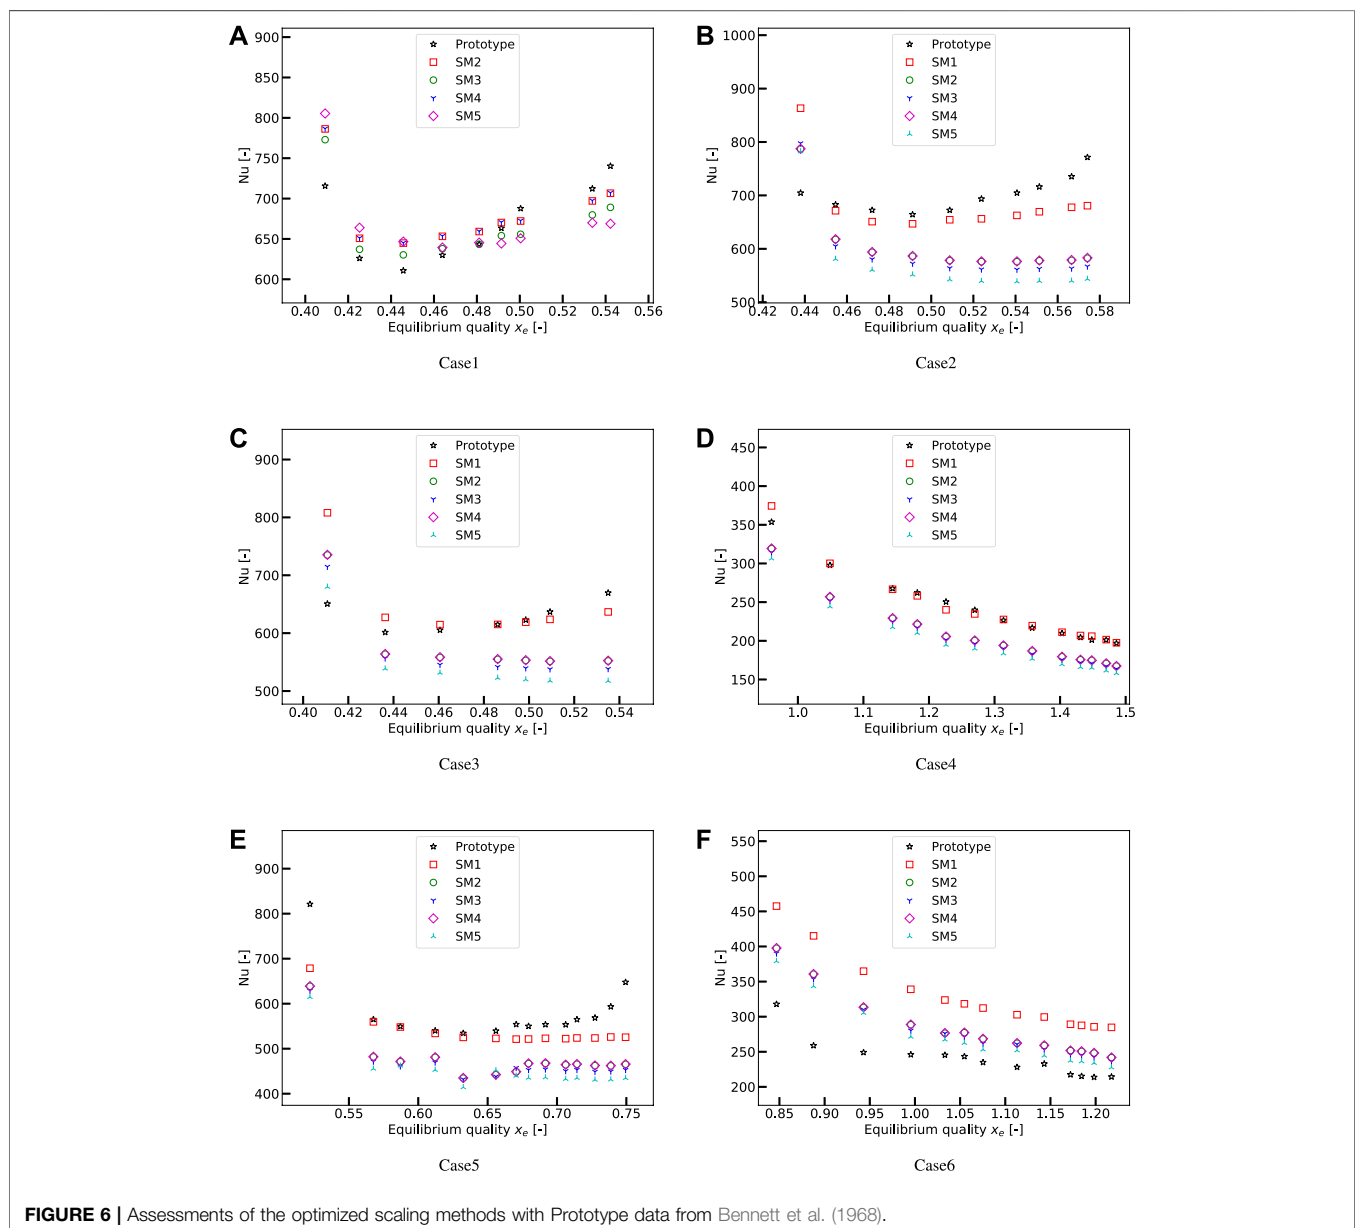 A
900
850
800
750
700
650
600
Nu [-]
Prototype
SM2
SM3
SM4
SM5
0.40 0.42 0.44 0.46 0.48 0.50 0.52 0.54 0.56
Equilibrium quality xe [-]
Case1
B
1000
900
800
700
600
500
Nu [-]
Prototype
SM1
SM2
SM3
SM4
SM5
0.42 0.44 0.46 0.48 0.50 0.52 0.54 0.56 0.58
Equilibrium quality xe [-]
Case2
C
900
800
700
600
500
Nu [-]
Prototype
SM1
SM2
SM3
SM4
SM5
0.40 0.42 0.44 0.46 0.48 0.50 0.52 0.54
Equilibrium quality xe [-]
Case3
D
450
400
350
300
250
200
150
Nu [-]
Prototype
SM1
SM2
SM3
SM4
SM5
1.0 1.1 1.2 1.3 1.4 1.5
Equilibrium quality xe [-]
Case4
E
900
800
700
600
500
400
Nu [-]
Prototype
SM1
SM2
SM3
SM4
SM5
0.55 0.60 0.65 0.70 0.75
Equilibrium quality xe [-]
Case5
F
550
500
450
400
350
300
250
200
Nu [-]
Prototype
SM1
SM2
SM3
SM4
SM5
0.85 0.90 0.95 1.00 1.05 1.10 1.15 1.20
Equilibrium quality xe [-]
Case6
FIGURE 6 | Assessments of the optimized scaling methods with Prototype data from Bennett et al. (1968).